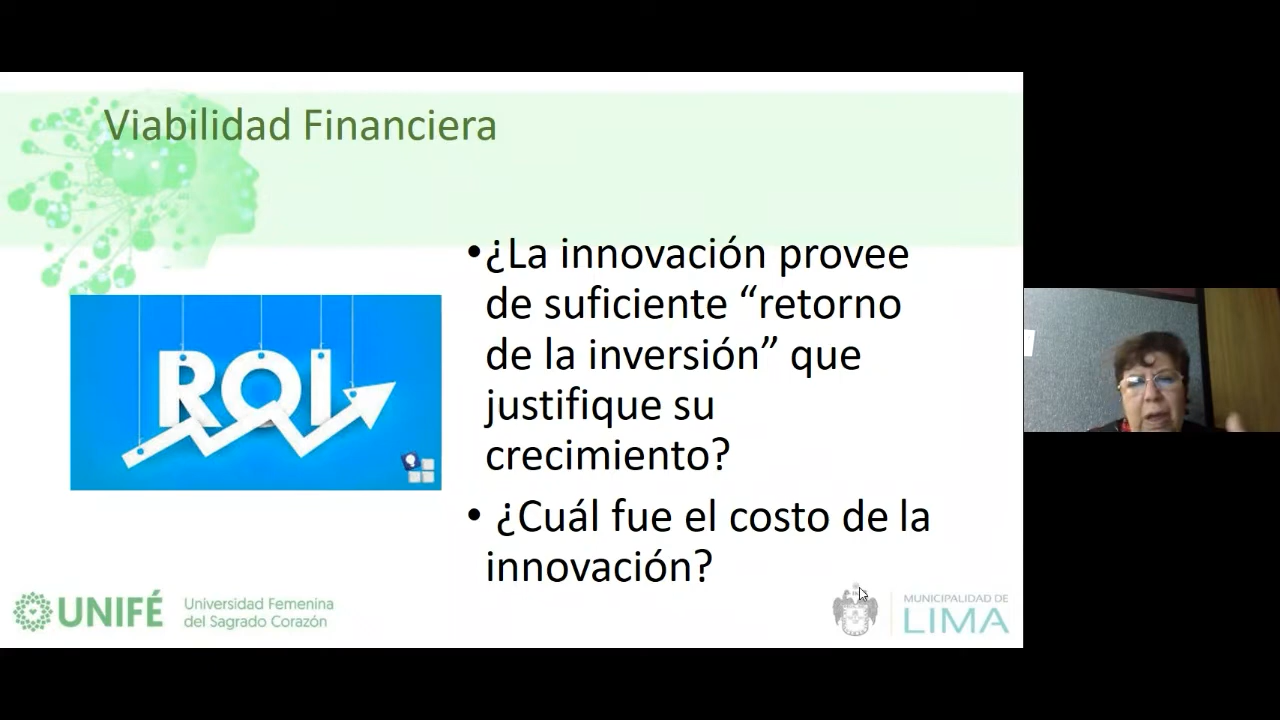 Viabilidad Financiera
•¿La innovación provee
de suficiente “retorno
de la inversión” que
justifique su
crecimiento?
• ¿Cuál fue el costo de la
innovación?
ROI
UNIFÉ
Universidad Femenina
del Sagrado Corazón
MUNICIPALIDAD DE
LIMA